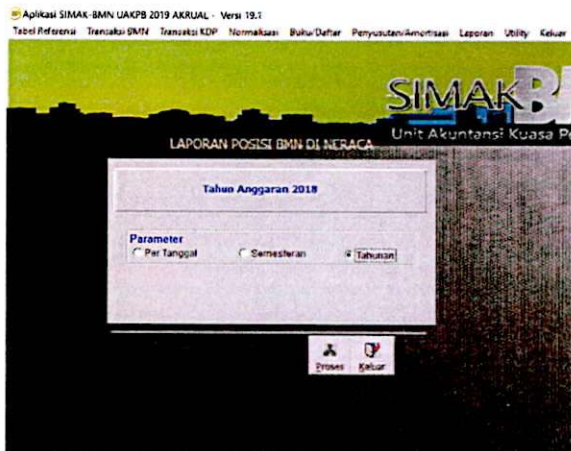 Aplikasi SIMAK-BMN UAKPB 2019 AKRUAL - Versi 19.1
Tabel Referensi Transaksi BMN Transaksi KDP Normalisasi Buku/Daftar Penyusutan/Amortisasi Laporan Utility Keluar
SIMAK B
Unit Akuntansi Kuasa Pe
LAPORAN POSISI BMN DI NERACA
Tahun Anggaran 2018
Parameter
Per Tanggal Semesteran Tahunan
Proses Keluar